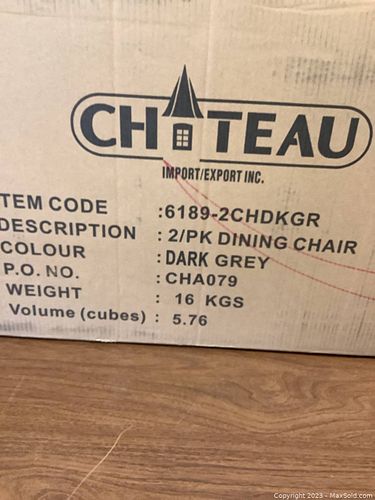 CHATEAU
IMPORT/EXPORT INC.
TEM CODE :6189-2CHDKGR
DESCRIPTION : 2/PK DINING CHAIR
COLOUR : DARK GREY
P.O. NO. : CHA079
WEIGHT : 16 KGS
Volume (cubes) : 5.76
Copyright 2023 - MaxSold.com